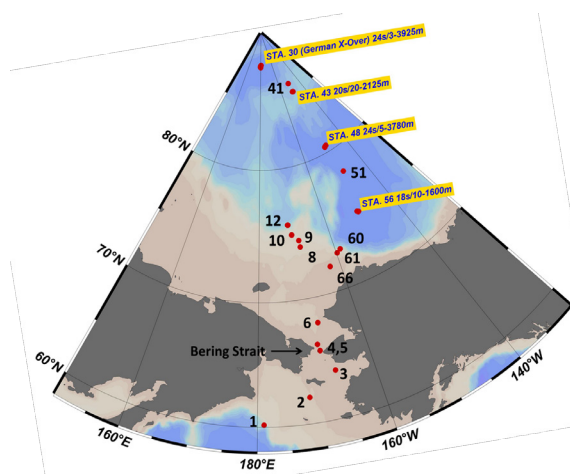 STA. 30 (German X-Over) 24s/3-3925m
41
STA. 43 20s/20-2125m
80°N
STA. 48 24s/5-3780m
51
STA. 56 18s/10-1600m
12
10
9
8
60
61
66
70°N
6
Bering Strait
4,5
3
2
1
60°N
160°E
180°E
160°W
140°W